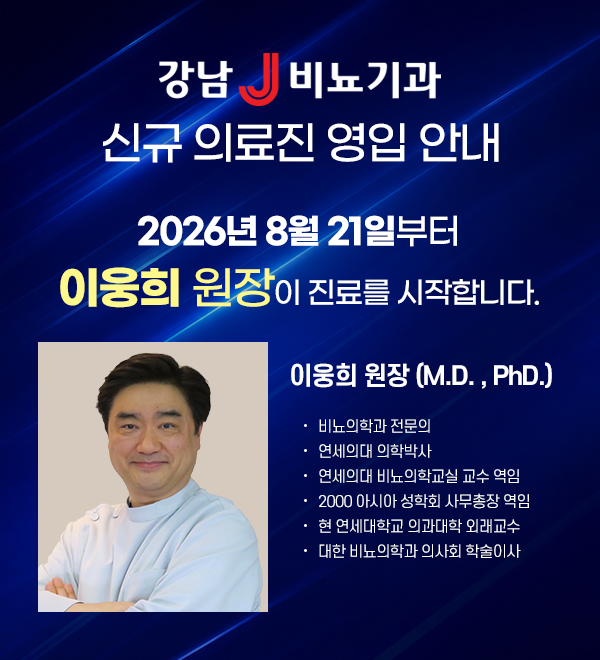 강남 J 비뇨기과
신규 의료진 영입 안내
2026년 8월 21일부터
이웅희 원장이 진료를 시작합니다.
이웅희 원장 (M.D. , PhD.)
• 비뇨의학과 전문의
• 연세의대 의학박사
• 연세의대 비뇨의학교실 교수 역임
• 2000 아시아 성학회 사무총장 역임
• 현 연세대학교 의과대학 외래교수
• 대한 비뇨의학과 의사회 학술이사